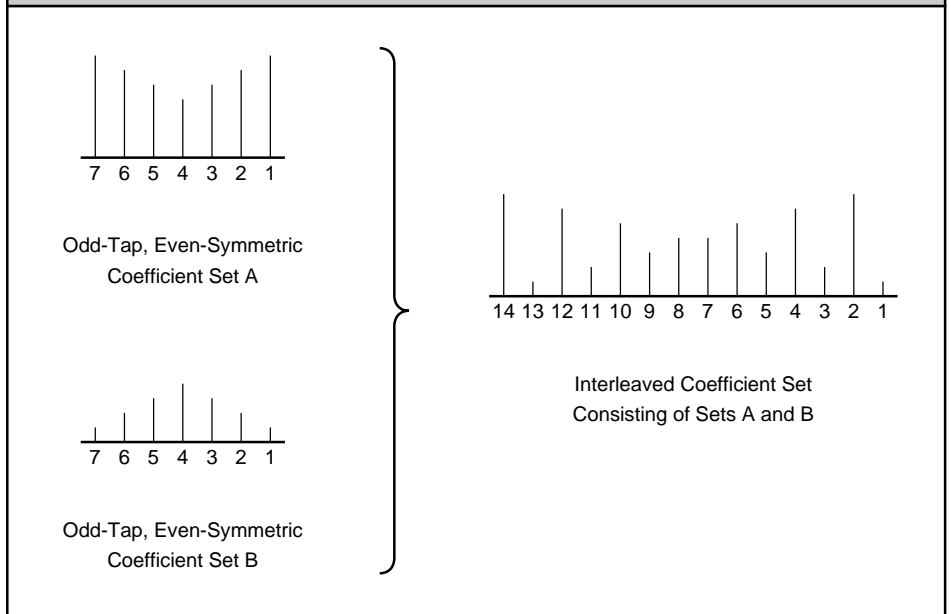 7 6 5 4 3 2 1
Odd-Tap, Even-Symmetric
Coefficient Set A
7 6 5 4 3 2 1
Odd-Tap, Even-Symmetric
Coefficient Set B
14 13 12 11 10 9 8 7 6 5 4 3 2 1
Interleaved Coefficient Set
Consisting of Sets A and B